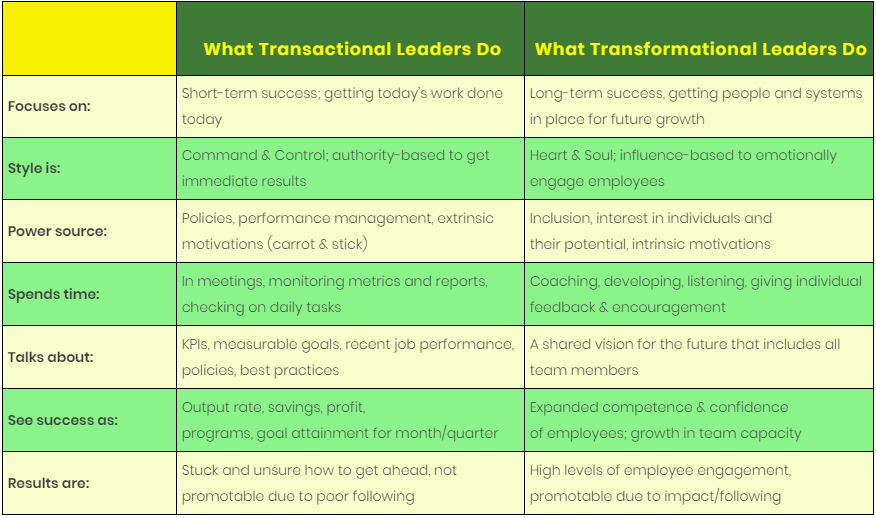 What Transactional Leaders Do
What Transformational Leaders Do
Focuses on:
Short-term success; getting today's work done
today
Long-term success, getting people and systems
in place for future growth
Style is:
Command & Control; authority-based to get
immediate results
Heart & Soul; influence-based to emotionally
engage employees
Power source:
Policies, performance management, extrinsic
motivations (carrot & stick)
Inclusion, interest in individuals and
their potential, intrinsic motivations
Spends time:
In meetings, monitoring metrics and reports,
checking on daily tasks
Coaching, developing, listening, giving individual
feedback & encouragement
Talks about:
KPIs, measurable goals, recent job performance,
policies, best practices
A shared vision for the future that includes all
team members
See success as:
Output rate, savings, profit,
programs, goal attainment for month/quarter
Expanded competence & confidence
of employees; growth in team capacity
Results are:
Stuck and unsure how to get ahead, not
promotable due to poor following
High levels of employee engagement,
promotable due to impact/following